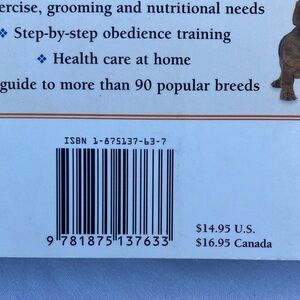 ercise, grooming and nutritional needs
❖ Step-by-step obedience training
❖ Health care at home
guide to more than 90 popular breeds
ISBN 1-875137-63-7
9 781875 137633
$14.95 U.S.
$16.95 Canada